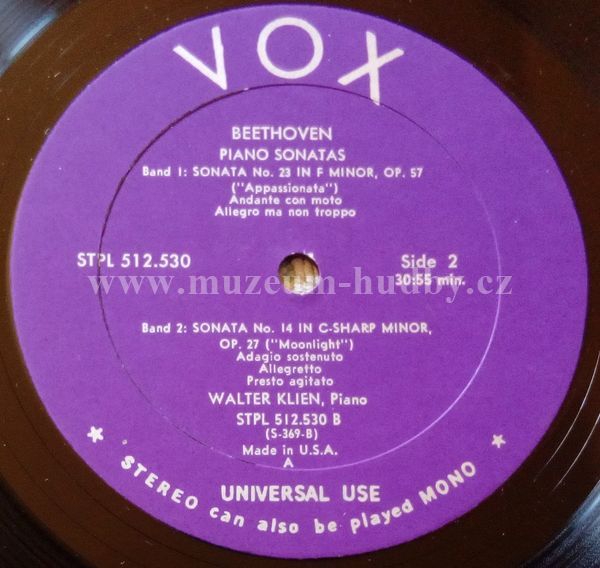 VOX
BEETHOVEN
PIANO SONATAS
Band 1: SONATA No. 23 IN F MINOR, OP. 57
("Appassionata")
Andante con moto
Allegro ma non troppo
STPL 512.530
Side 2
30:55 min.
www.muzeum-hudby.cz
Band 2: SONATA No. 14 IN C-SHARP MINOR,
OP. 27 ("Moonlight")
Adagio sostenuto
Allegretto
Presto agitato
WALTER KLIEN, Piano
STPL 512.530 B
(S-369-B)
Made in U.S.A.
A
UNIVERSAL USE
* STEREO can also be played MONO *